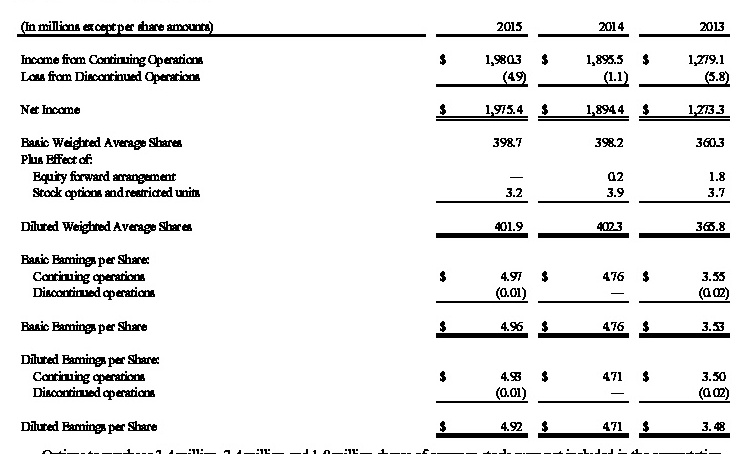 (In millions except per share amounts) 2015 2014 2013
Income from Continuing Operations $ 1,980.3 $ 1,895.5 $ 1,279.1
Loss from Discontinued Operations (4.9) (1.1) (5.8)
Net Income $ 1,975.4 $ 1,894.4 $ 1,273.3
Basic Weighted Average Shares 398.7 398.2 360.3
Plus Effect of:
Equity forward arrangement — 0.2 1.8
Stock options and restricted units 3.2 3.9 3.7
Diluted Weighted Average Shares 401.9 402.3 365.8
Basic Earnings per Share:
Continuing operations $ 4.97 $ 4.76 $ 3.55
Discontinued operations (0.01) — (0.02)
Basic Earnings per Share $ 4.96 $ 4.76 $ 3.53
Diluted Earnings per Share:
Continuing operations $ 4.93 $ 4.71 $ 3.50
Discontinued operations (0.01) — (0.02)
Diluted Earnings per Share $ 4.92 $ 4.71 $ 3.48